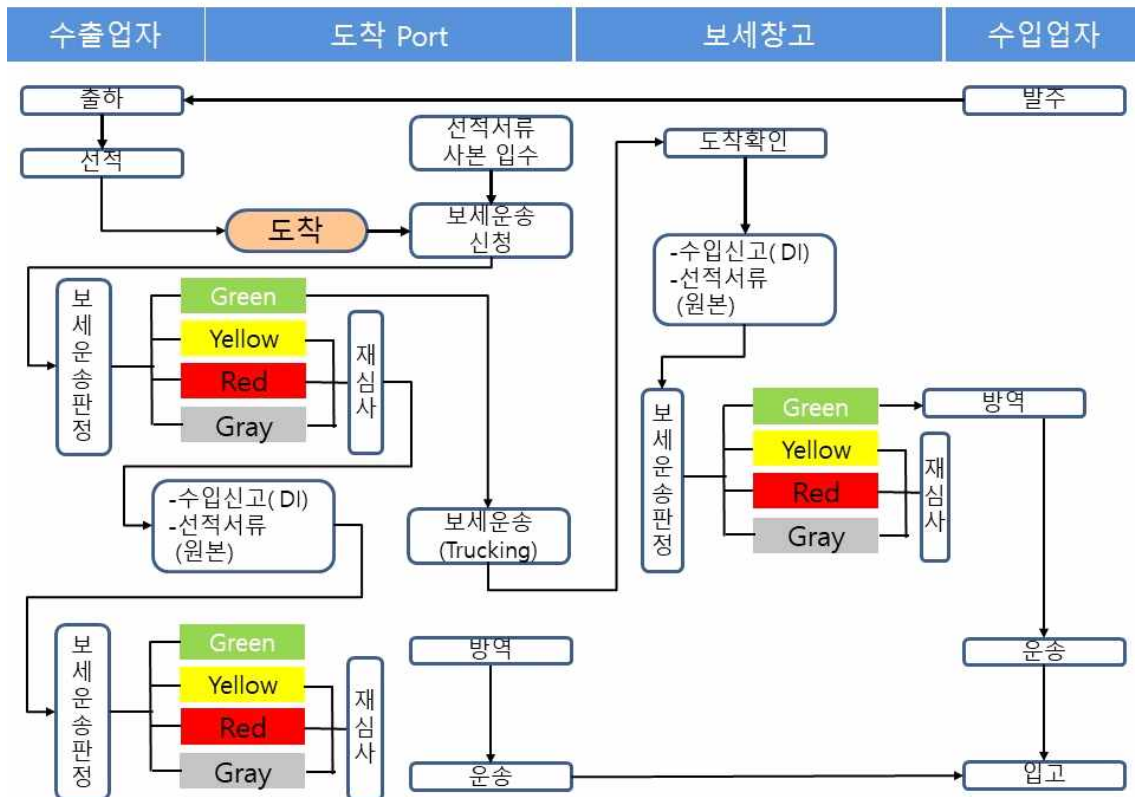 수출업자
도착 Port
보세창고
수입업자
출하
발주
선적서류
사본 입수
도착확인
선적
도착
보세운송
신청
-수입신고(DI)
-선적서류
(원본)
보세운송판정
Green
Yellow
Red
Gray
재심사
보세운송판정
Green
Yellow
Red
Gray
재심사
방역
-수입신고(DI)
-선적서류
(원본)
보세운송
(Trucking)
보세운송판정
Green
Yellow
Red
Gray
재심사
방역
운송
운송
입고